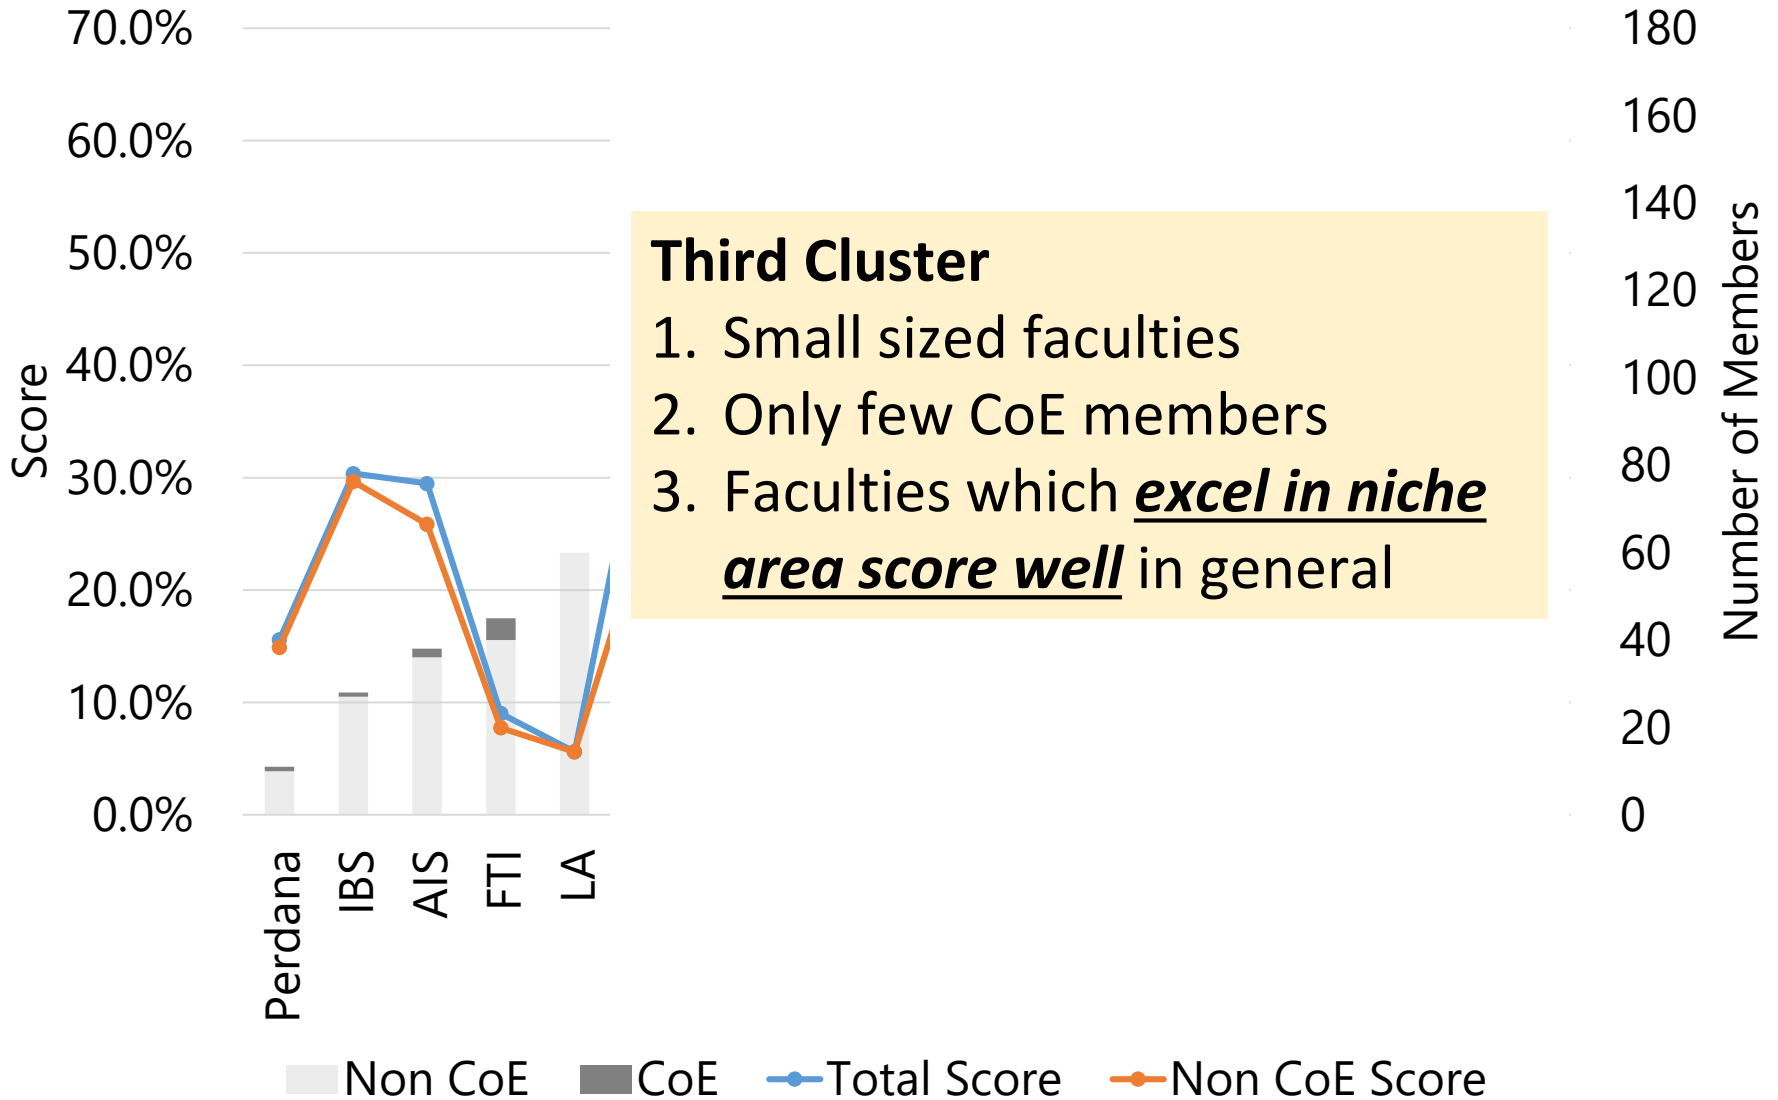 70.0%
60.0%
50.0%
40.0%
30.0%
20.0%
10.0%
0.0%
Score
180
160
140
120
100
80
60
40
20
0
Number of Members
Third Cluster
1. Small sized faculties
2. Only few CoE members
3. Faculties which excel in niche
area score well in general
Perdana
IBS
AIS
FTI
LA
Non CoE
CoE
Total Score
Non CoE Score